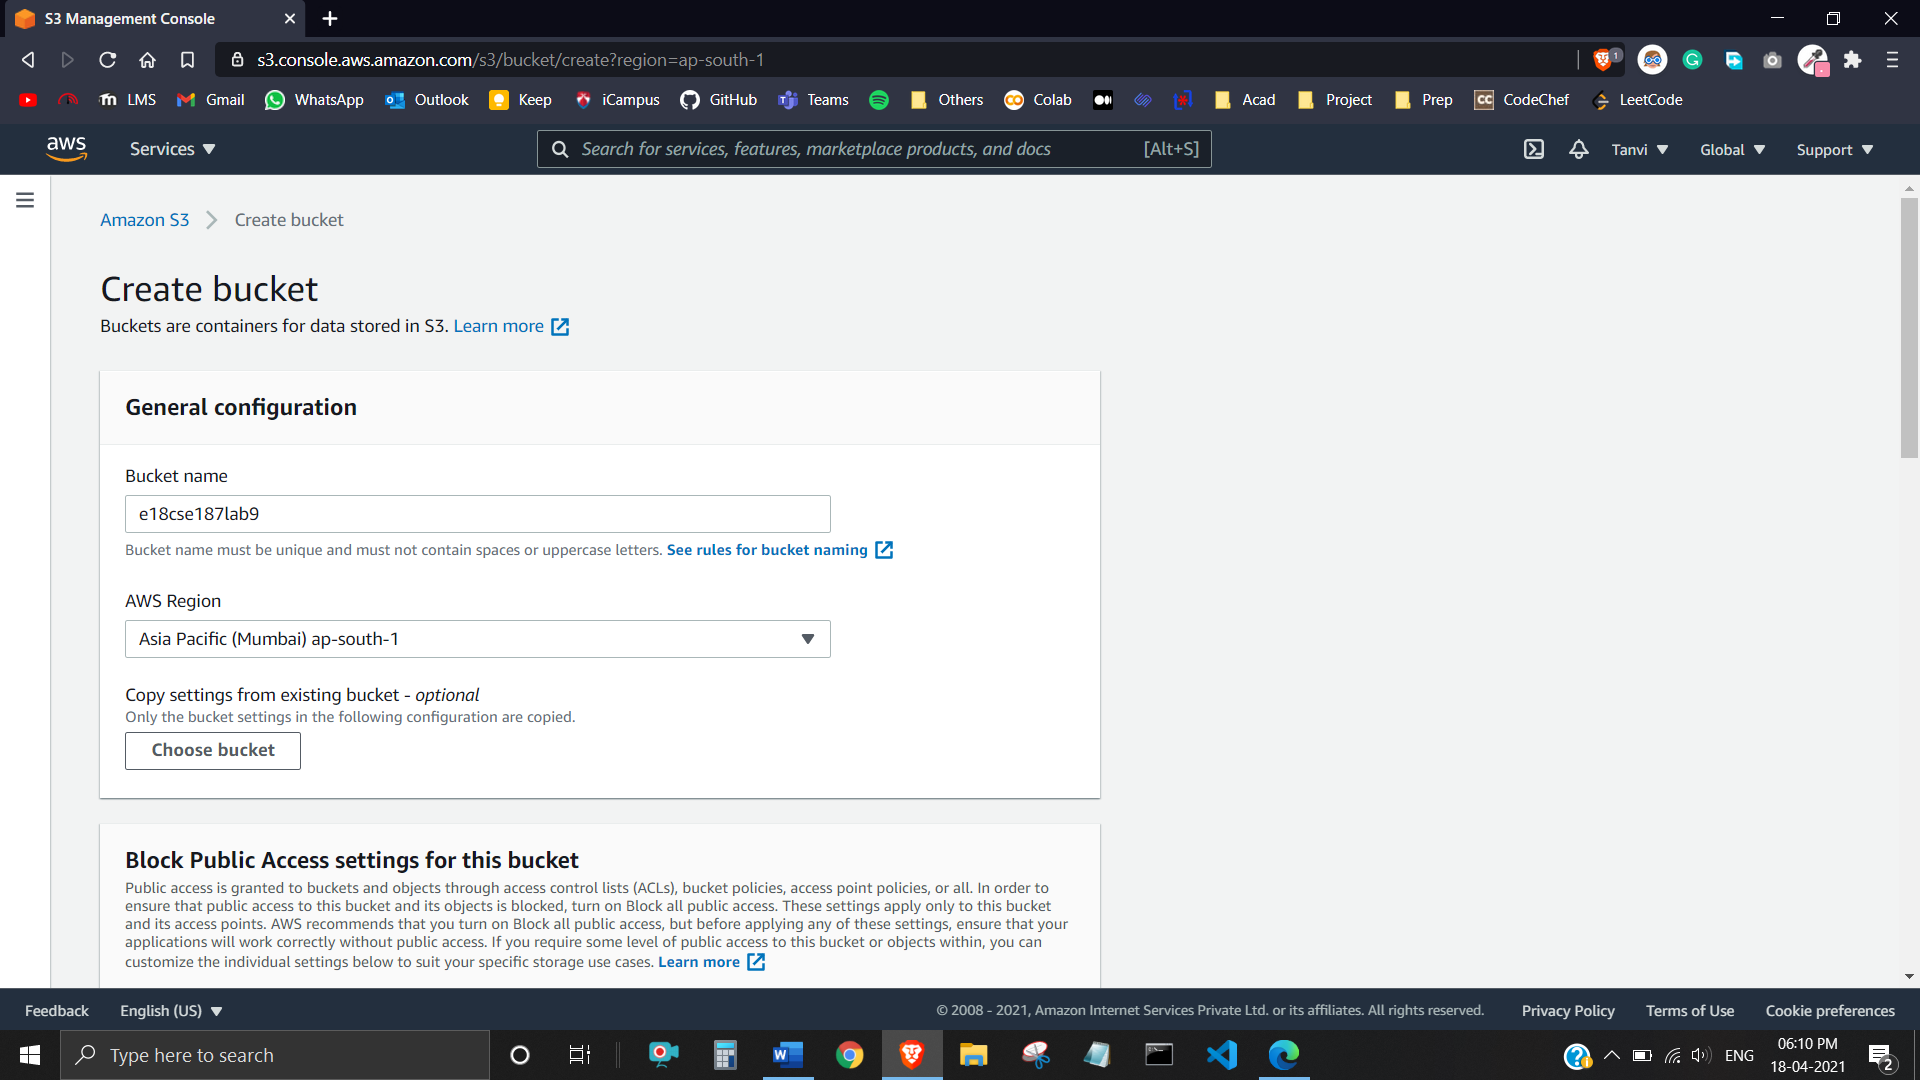 S3 Management Console
s3.console.aws.amazon.com/s3/bucket/create?region=ap-south-1
1
LMS
Gmail
WhatsApp
Outlook
Keep
iCampus
GitHub
Teams
Others
Colab
Acad
Project
Prep
CodeChef
LeetCode
aws
Services
Search for services, features, marketplace products, and docs
[Alt+S]
Tanvi
Global
Support
Amazon S3
Create bucket
Create bucket
Buckets are containers for data stored in S3. Learn more
General configuration
Bucket name
e18cse187lab9
Bucket name must be unique and must not contain spaces or uppercase letters. See rules for bucket naming
AWS Region
Asia Pacific (Mumbai) ap-south-1
Copy settings from existing bucket - optional
Only the bucket settings in the following configuration are copied.
Choose bucket
Block Public Access settings for this bucket
Public access is granted to buckets and objects through access control lists (ACLs), bucket policies, access point policies, or all. In order to
ensure that public access to this bucket and its objects is blocked, turn on Block all public access. These settings apply only to this bucket
and its access points. AWS recommends that you turn on Block all public access, but before applying any of these settings, ensure that your
applications will work correctly without public access. If you require some level of public access to this bucket or objects within, you can
customize the individual settings below to suit your specific storage use cases. Learn more
Feedback
English (US)
© 2008 - 2021, Amazon Internet Services Private Ltd. or its affiliates. All rights reserved.
Privacy Policy
Terms of Use
Cookie preferences
Type here to search
ENG
06:10 PM
18-04-2021
2